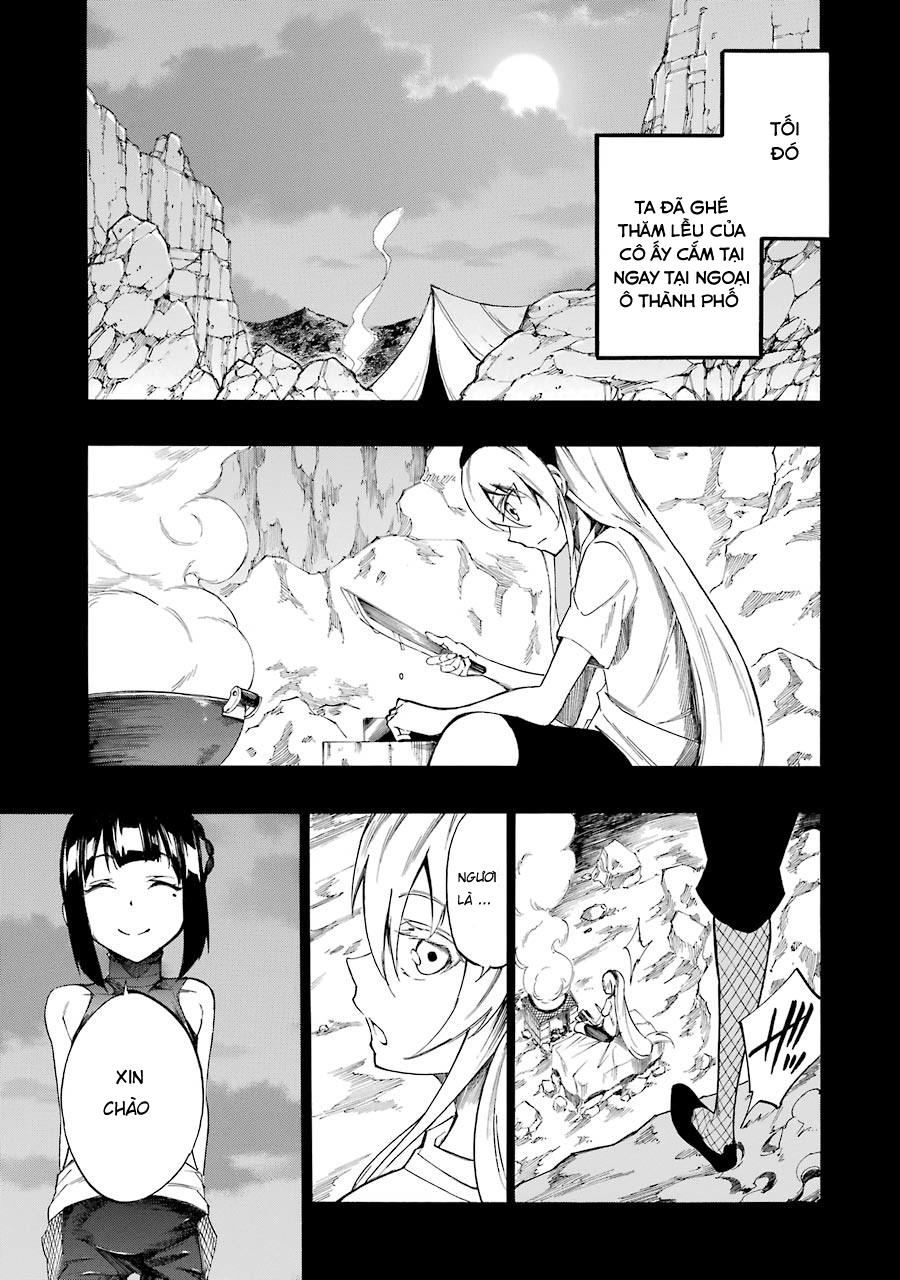 TỐI
ĐÓ
TA ĐÃ GHÉ
THĂM LỀU CỦA
CÔ ẤY CẮM TẠI
NGAY TẠI NGOẠI
Ô THÀNH PHỐ
NGƯƠI
LÀ ...
XIN
CHÀO